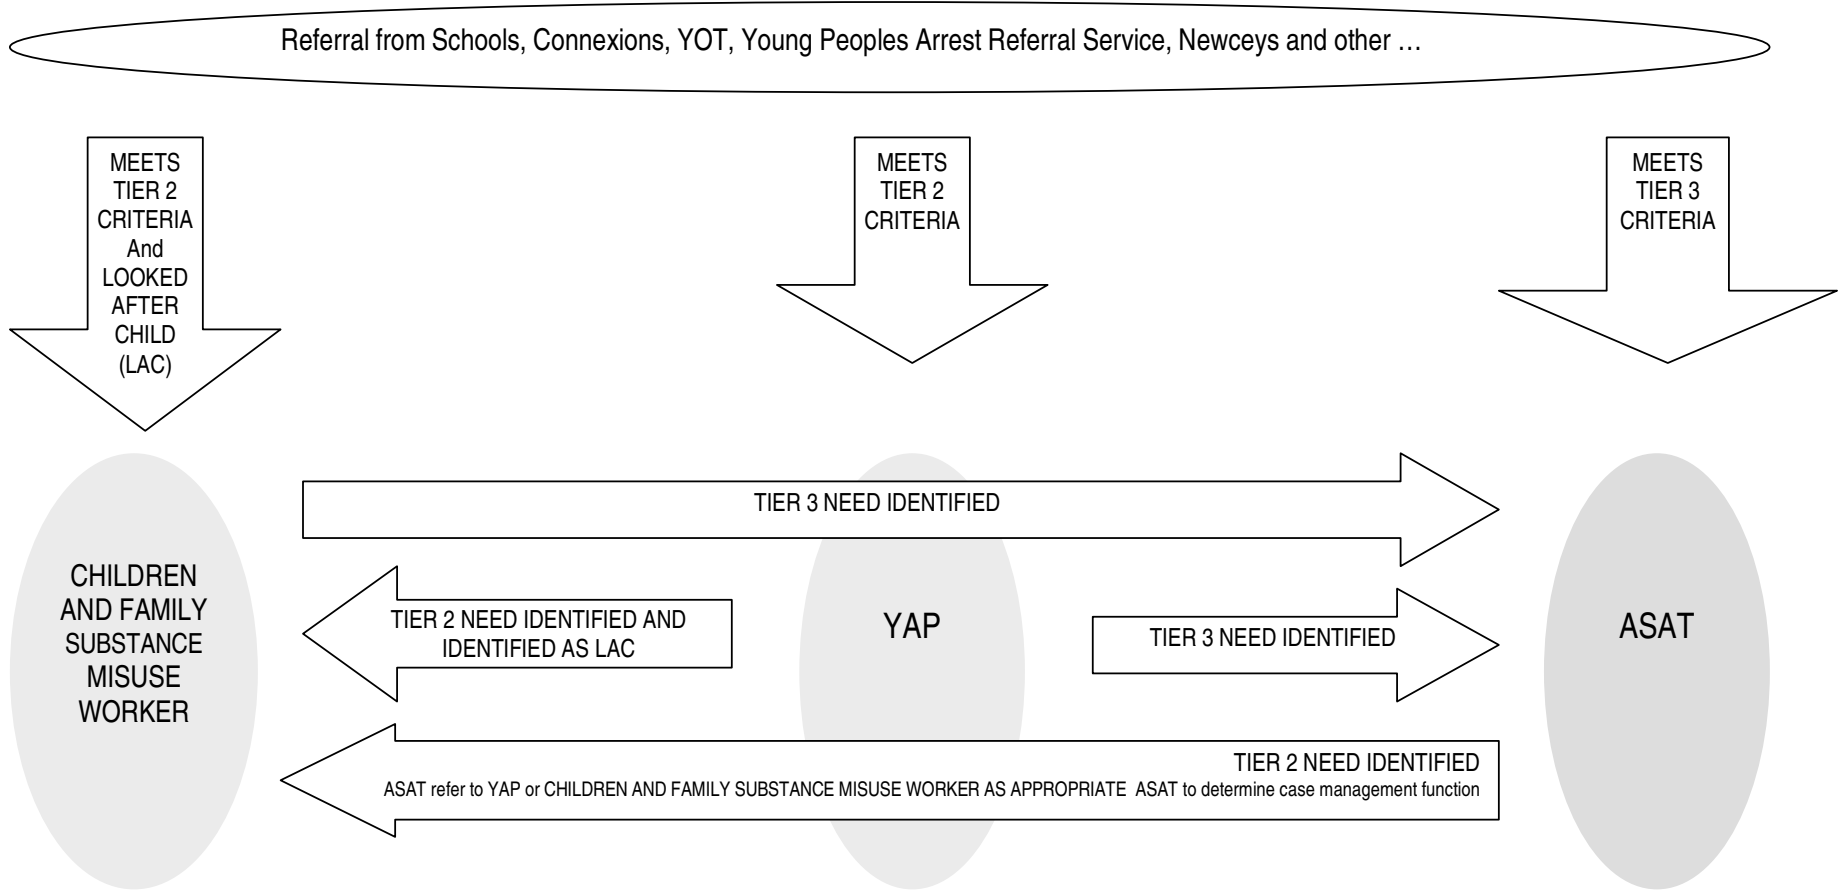 Referral from Schools, Connexions, YOT, Young Peoples Arrest Referral Service, Newceys and other …
MEETS
TIER 2
CRITERIA
And
LOOKED
AFTER
CHILD
(LAC)
MEETS
TIER 2
CRITERIA
MEETS
TIER 3
CRITERIA
TIER 3 NEED IDENTIFIED
CHILDREN
AND FAMILY
SUBSTANCE
MISUSE
WORKER
TIER 2 NEED IDENTIFIED AND
IDENTIFIED AS LAC
YAP
TIER 3 NEED IDENTIFIED
ASAT
TIER 2 NEED IDENTIFIED
ASAT refer to YAP or CHILDREN AND FAMILY SUBSTANCE MISUSE WORKER AS APPROPRIATE  ASAT to determine case management function